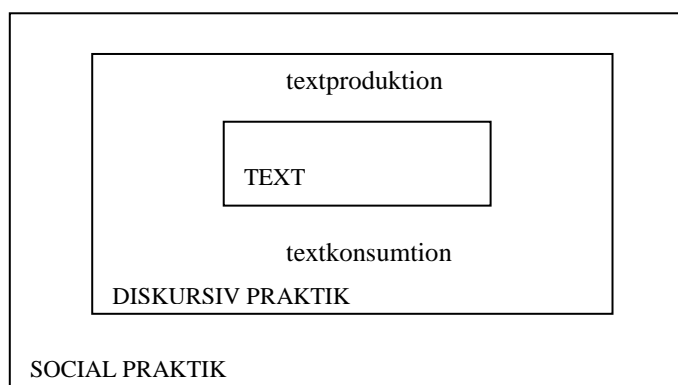 textproduktion
TEXT
textkonsumtion
DISKURSIV PRAKTIK
SOCIAL PRAKTIK